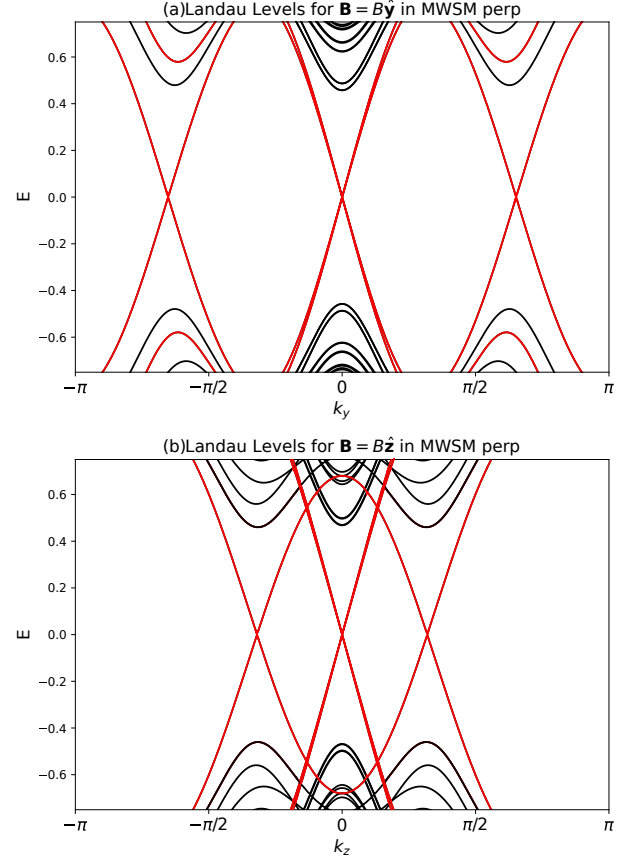 (a)Landau Levels for B = Bŷ in MWSM perp
E
0.6
0.4
0.2
0.0
−0.2
−0.4
−0.6
−π
−π/2
0
π/2
π
k_y
(b)Landau Levels for B = Bẑ in MWSM perp
E
0.6
0.4
0.2
0.0
−0.2
−0.4
−0.6
−π
−π/2
0
π/2
π
k_z